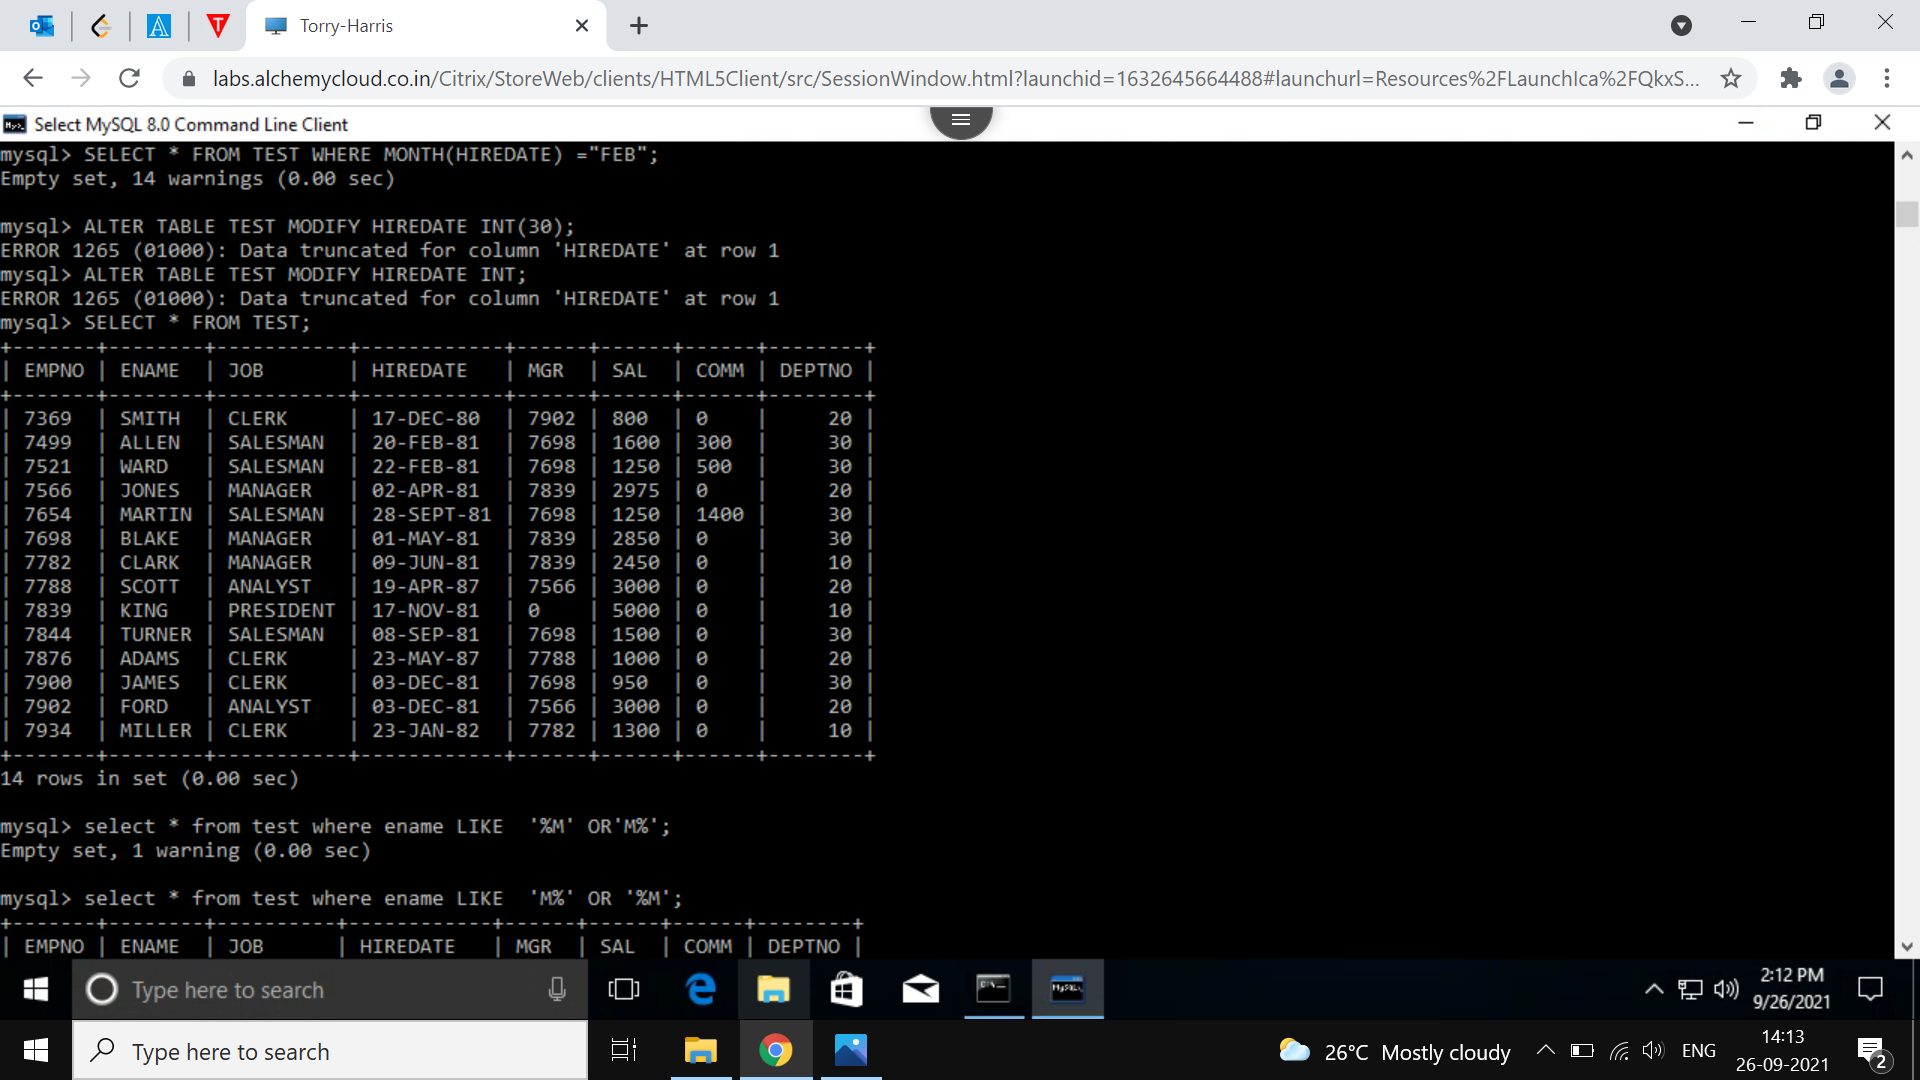 Torry-Harris
labs.alchemycloud.co.in/Citrix/StoreWeb/clients/HTML5Client/src/SessionWindow.html?launchid=1632645664488#launchurl=Resources%2FLaunchIca%2FQkxS...
Select MySQL 8.0 Command Line Client
mysql> SELECT * FROM TEST WHERE MONTH(HIREDATE) ="FEB";
Empty set, 14 warnings (0.00 sec)
mysql> ALTER TABLE TEST MODIFY HIREDATE INT(30);
ERROR 1265 (01000): Data truncated for column 'HIREDATE' at row 1
mysql> ALTER TABLE TEST MODIFY HIREDATE INT;
ERROR 1265 (01000): Data truncated for column 'HIREDATE' at row 1
mysql> SELECT * FROM TEST;
+-------+--------+-----------+------------+------+------+------+--------+
| EMPNO | ENAME  | JOB       | HIREDATE   | MGR  | SAL  | COMM | DEPTNO |
+-------+--------+-----------+------------+------+------+------+--------+
| 7369  | SMITH  | CLERK     | 17-DEC-80  | 7902 | 800  | 0    |     20 |
| 7499  | ALLEN  | SALESMAN  | 20-FEB-81  | 7698 | 1600 | 300  |     30 |
| 7521  | WARD   | SALESMAN  | 22-FEB-81  | 7698 | 1250 | 500  |     30 |
| 7566  | JONES  | MANAGER   | 02-APR-81  | 7839 | 2975 | 0    |     20 |
| 7654  | MARTIN | SALESMAN  | 28-SEPT-81 | 7698 | 1250 | 1400 |     30 |
| 7698  | BLAKE  | MANAGER   | 01-MAY-81  | 7839 | 2850 | 0    |     30 |
| 7782  | CLARK  | MANAGER   | 09-JUN-81  | 7839 | 2450 | 0    |     10 |
| 7788  | SCOTT  | ANALYST   | 19-APR-87  | 7566 | 3000 | 0    |     20 |
| 7839  | KING   | PRESIDENT | 17-NOV-81  | 0    | 5000 | 0    |     10 |
| 7844  | TURNER | SALESMAN  | 08-SEP-81  | 7698 | 1500 | 0    |     30 |
| 7876  | ADAMS  | CLERK     | 23-MAY-87  | 7788 | 1000 | 0    |     20 |
| 7900  | JAMES  | CLERK     | 03-DEC-81  | 7698 | 950  | 0    |     30 |
| 7902  | FORD   | ANALYST   | 03-DEC-81  | 7566 | 3000 | 0    |     20 |
| 7934  | MILLER | CLERK     | 23-JAN-82  | 7782 | 1300 | 0    |     10 |
+-------+--------+-----------+------------+------+------+------+--------+
14 rows in set (0.00 sec)
mysql> select * from test where ename LIKE  '%M' OR'M%';
Empty set, 1 warning (0.00 sec)
mysql> select * from test where ename LIKE  'M%' OR '%M';
+-------+--------+----------+------------+------+------+------+--------+
| EMPNO | ENAME  | JOB      | HIREDATE   | MGR  | SAL  | COMM | DEPTNO |
Type here to search
2:12 PM
9/26/2021
Type here to search
26°C Mostly cloudy
ENG
14:13
26-09-2021
2